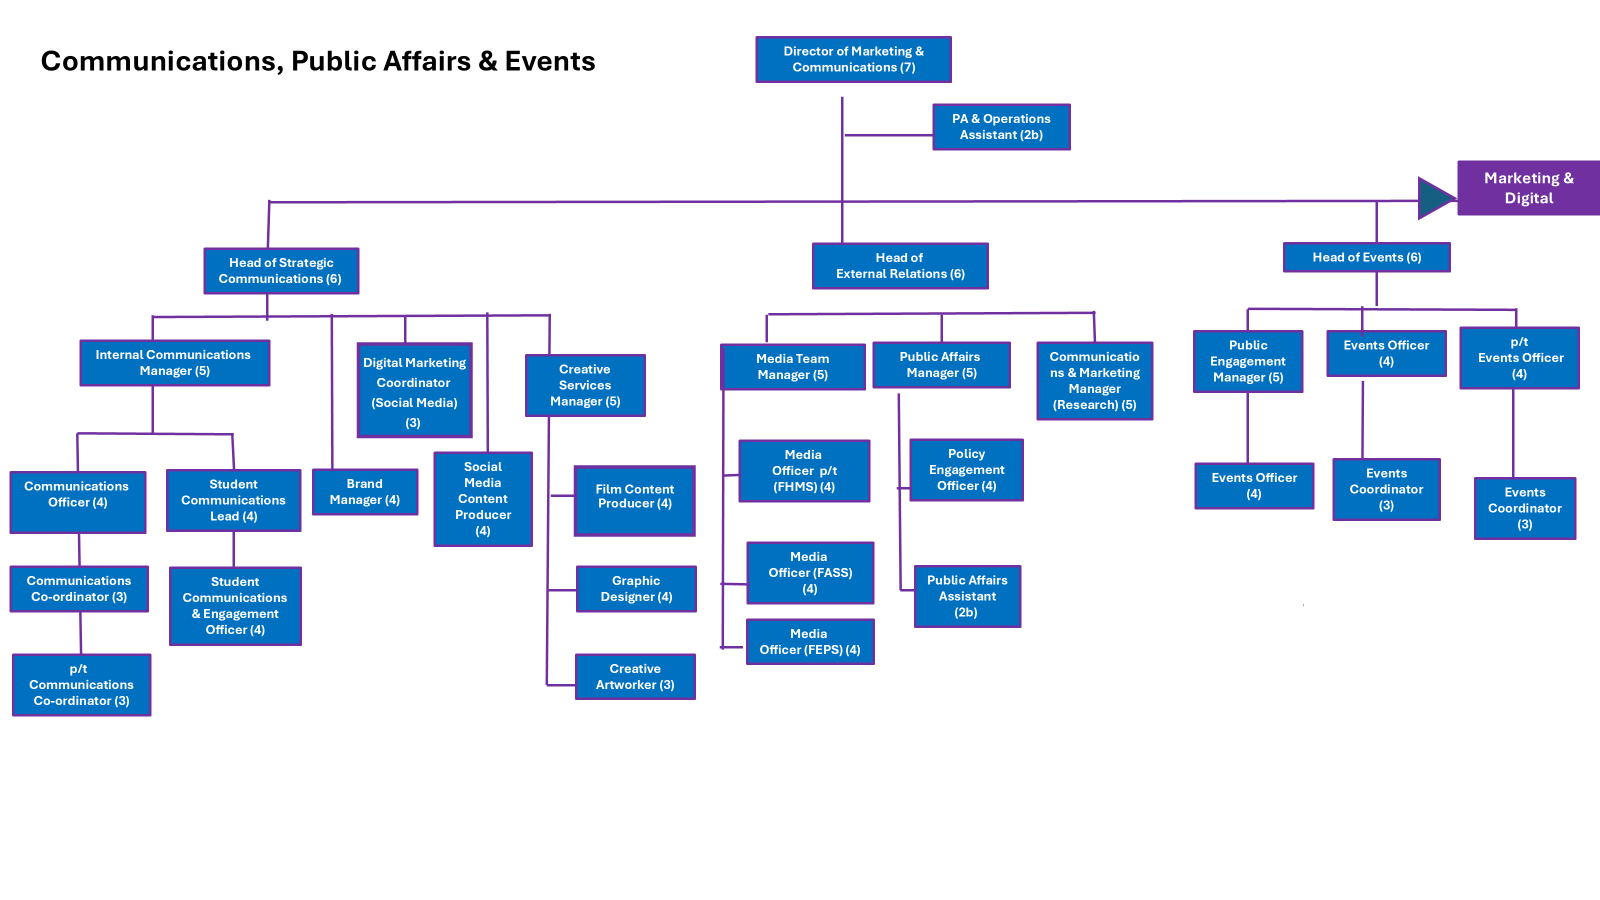 Communications, Public Affairs & Events
Director of Marketing &
Communications (7)
PA & Operations
Assistant (2b)
Marketing &
Digital
Head of Strategic
Communications (6)
Head of
External Relations (6)
Head of Events (6)
Internal Communications
Manager (5)
Digital Marketing
Coordinator
(Social Media)
(3)
Creative
Services
Manager (5)
Media Team
Manager (5)
Public Affairs
Manager (5)
Communicatio
ns & Marketing
Manager
(Research) (5)
Public
Engagement
Manager (5)
Events Officer
(4)
p/t
Events Officer
(4)
Communications
Officer (4)
Student
Communications
Lead (4)
Brand
Manager (4)
Social
Media
Content
Producer
(4)
Film Content
Producer (4)
Media
Officer p/t
(FHMS) (4)
Policy
Engagement
Officer (4)
Events Officer
(4)
Events
Coordinator
(3)
Events
Coordinator
(3)
Communications
Co-ordinator (3)
Student
Communications
& Engagement
Officer (4)
Graphic
Designer (4)
Media
Officer (FASS)
(4)
Public Affairs
Assistant
(2b)
p/t
Communications
Co-ordinator (3)
Creative
Artworker (3)
Media
Officer (FEPS) (4)